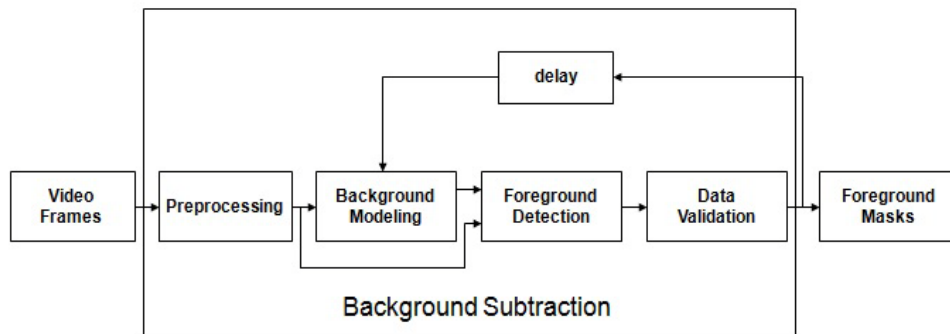 delay
Video
Frames
Preprocessing
Background
Modeling
Foreground
Detection
Data
Validation
Foreground
Masks
Background Subtraction